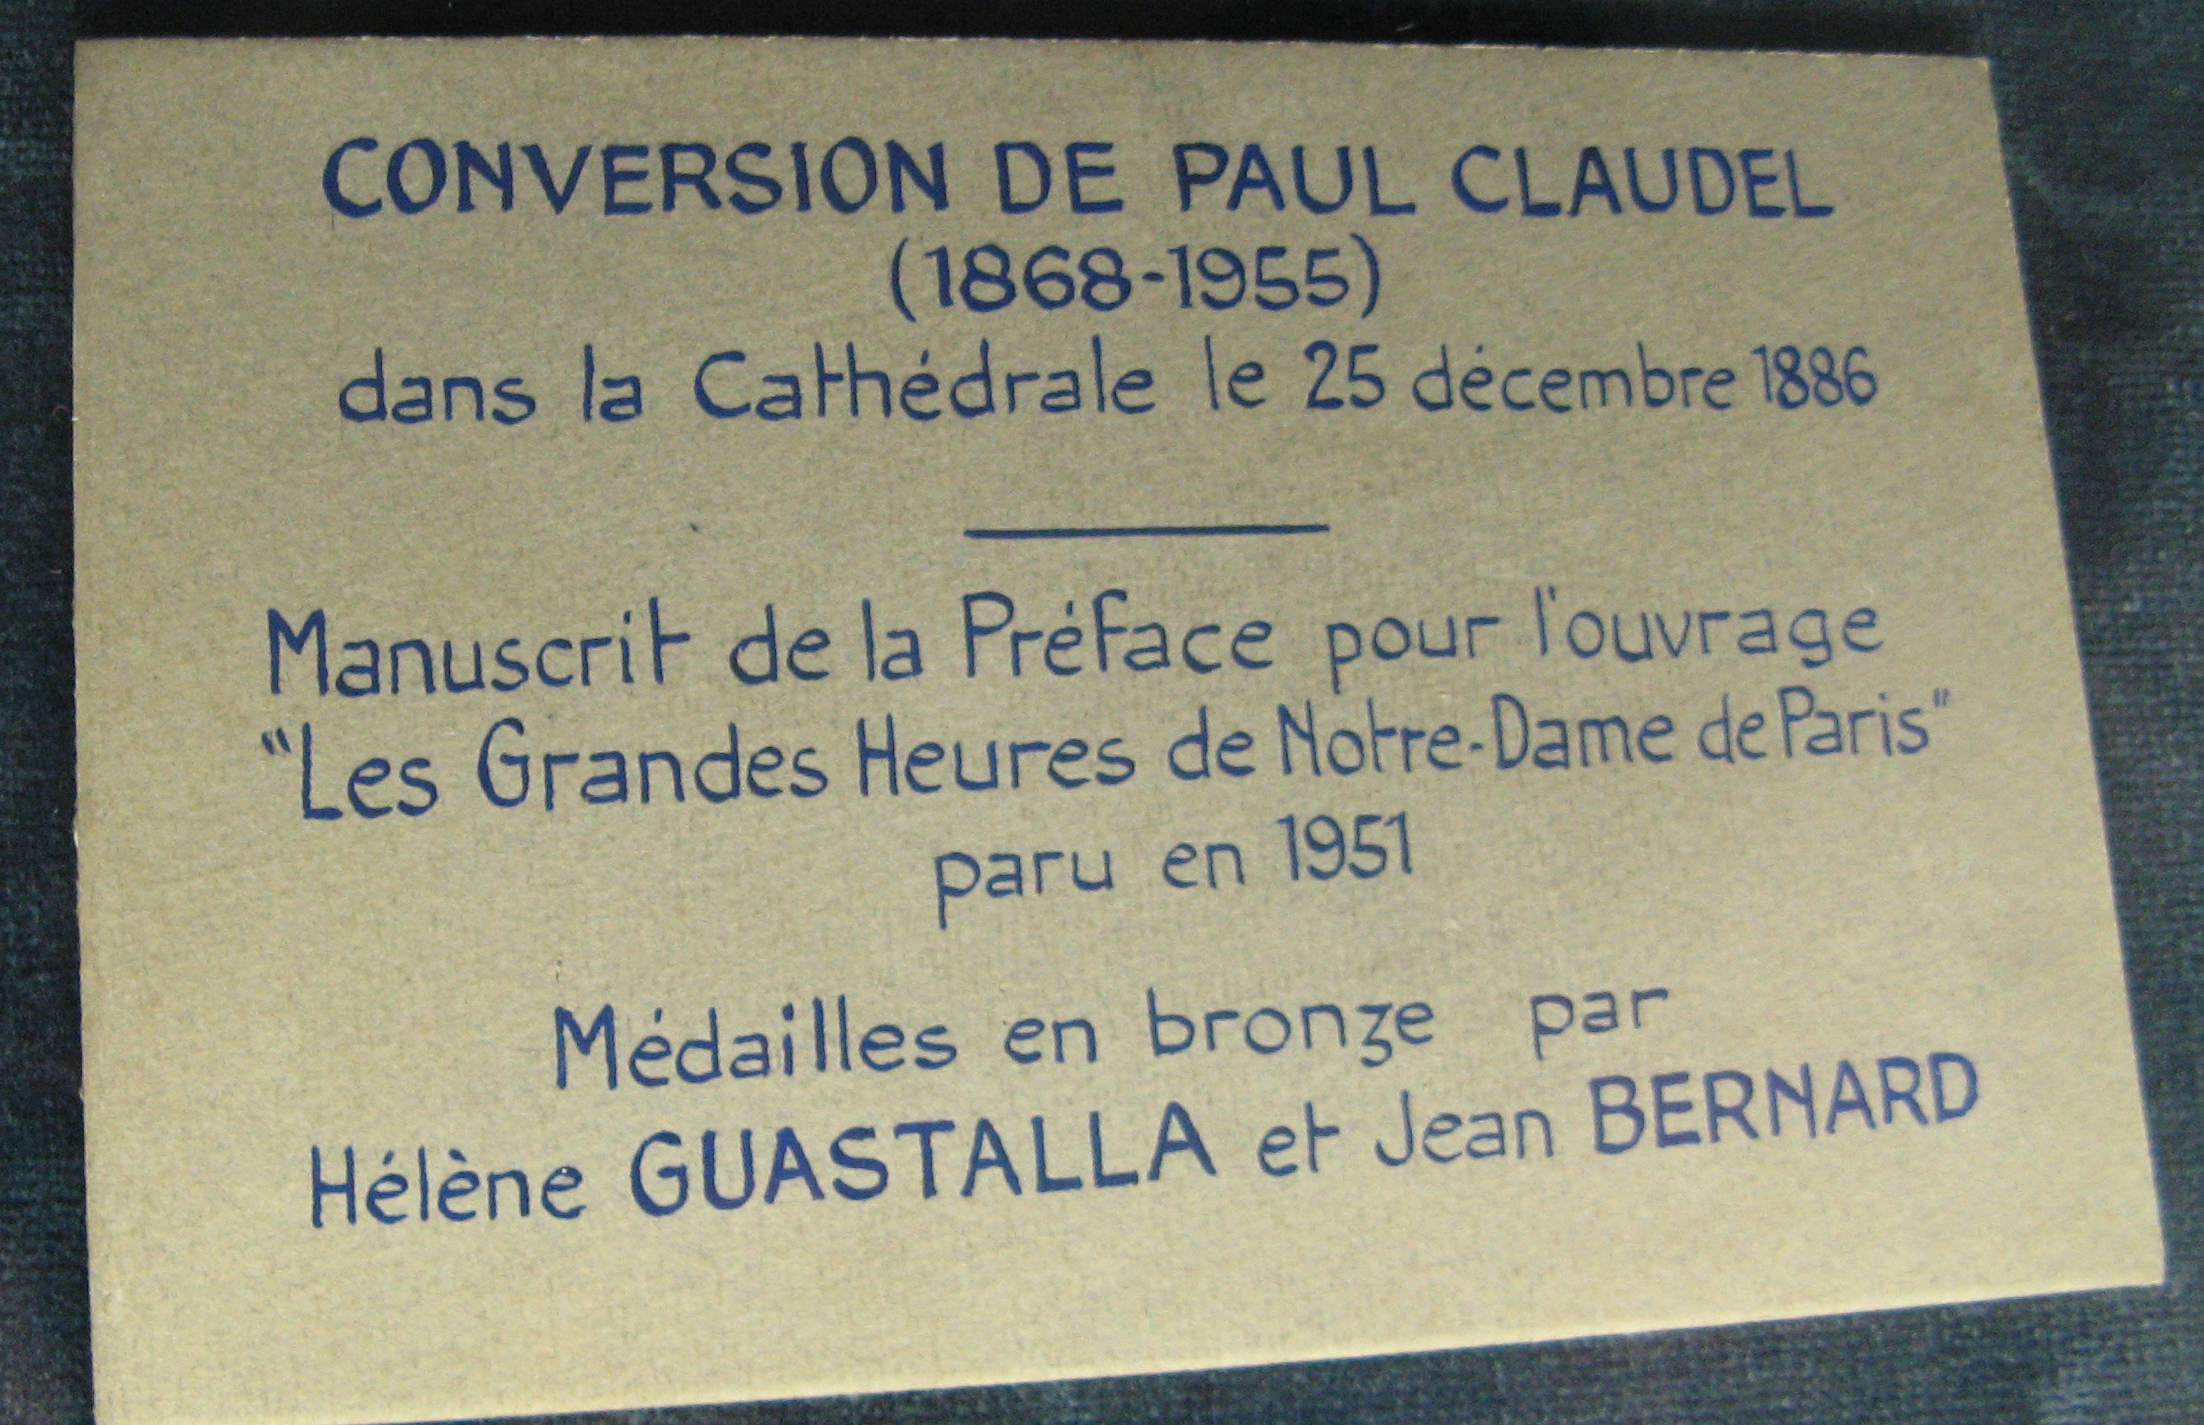 CONVERSION DE PAUL CLAUDEL
(1868-1955)
dans la Cathédrale le 25 décembre 1886
Manuscrit de la Préface pour l'ouvrage
"Les Grandes Heures de Notre-Dame de Paris"
paru en 1951
Médailles en bronze par
Hélène GUASTALLA et Jean BERNARD